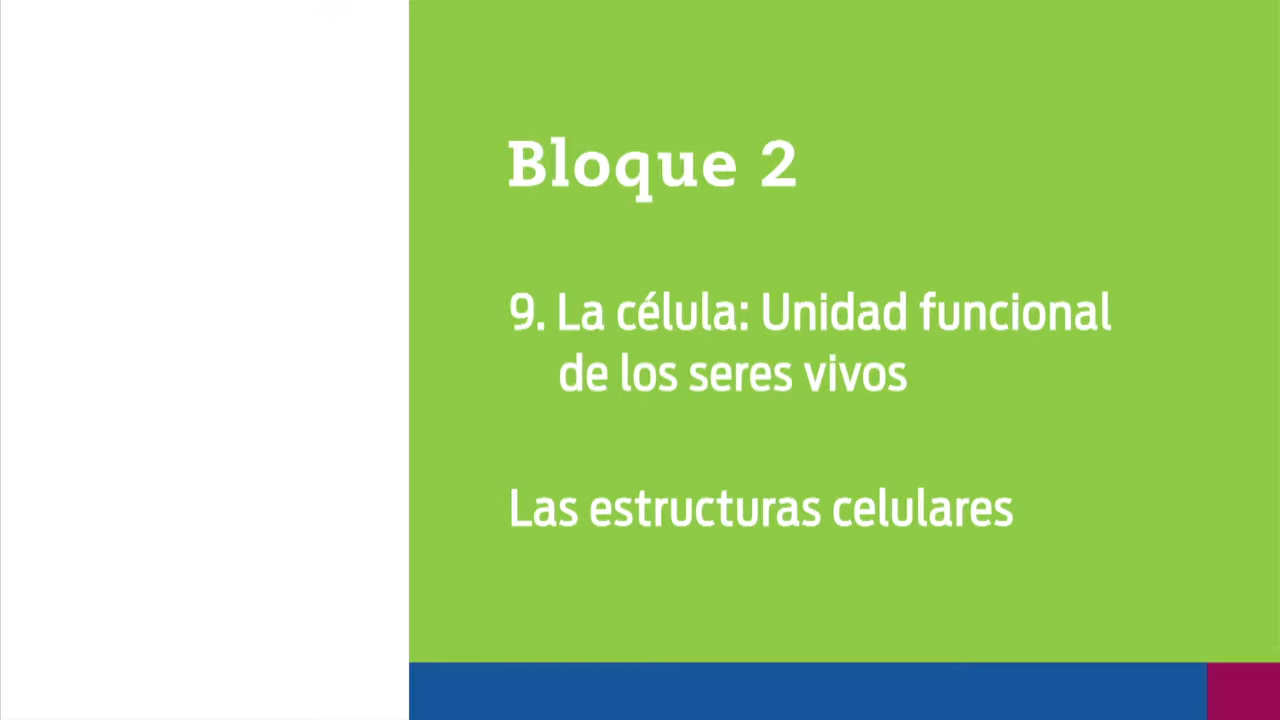 Bloque 2
9. La célula: Unidad funcional
de los seres vivos
Las estructuras celulares